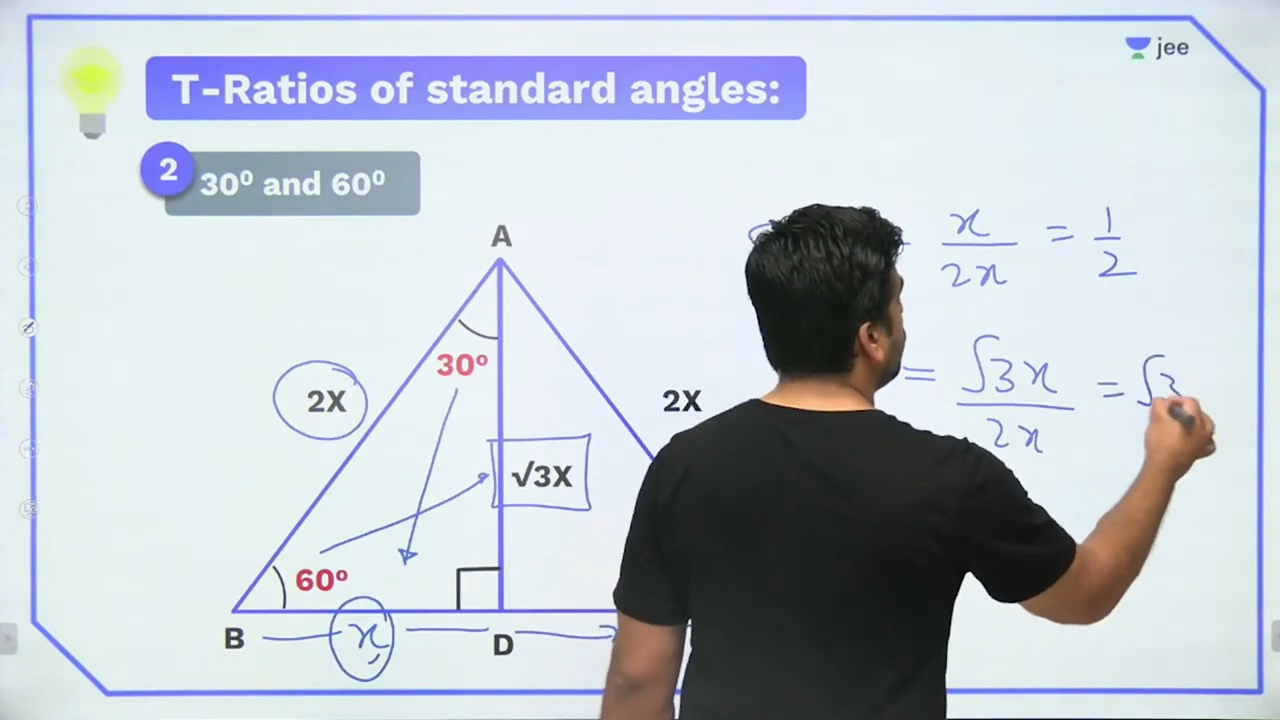 jee
T-Ratios of standard angles:
2
30⁰ and 60⁰
A
x/2x = 1/2
30⁰
= √3x/2x = √3
2X
2X
√3X
60⁰
B x D